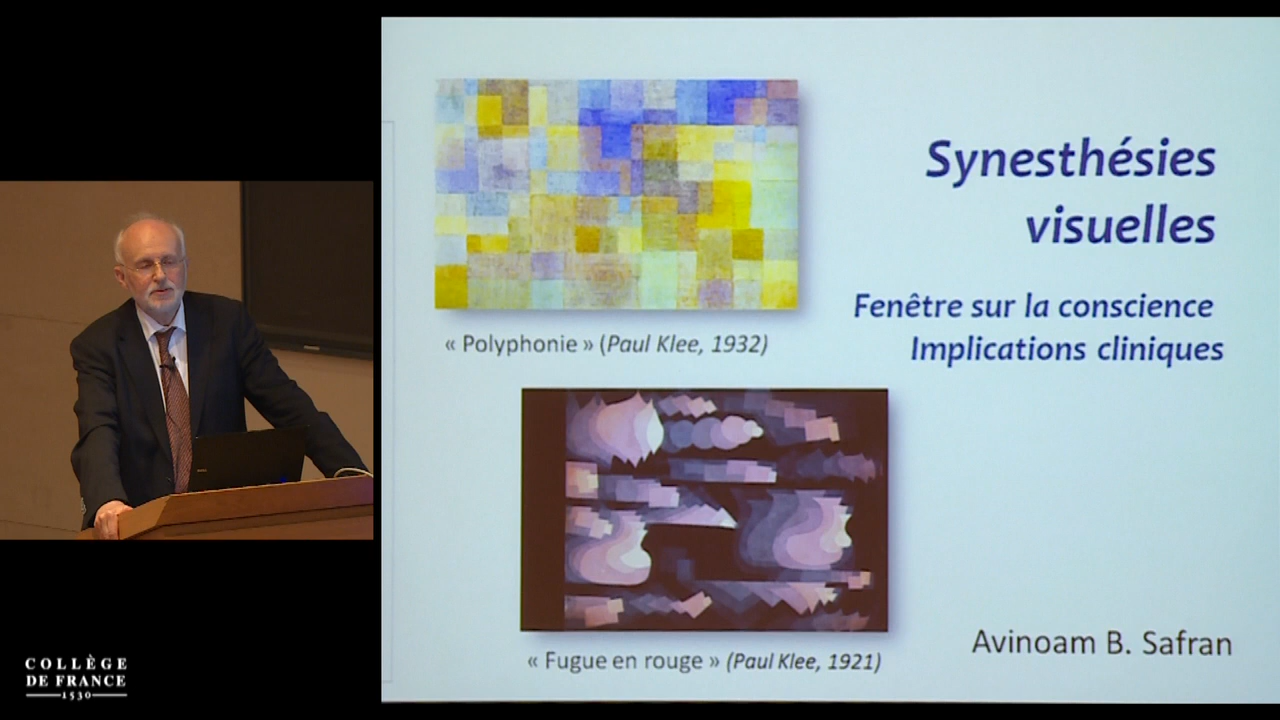 Synesthésies
visuelles
Fenêtre sur la conscience
Implications cliniques
« Polyphonie » (Paul Klee, 1932)
« Fugue en rouge » (Paul Klee, 1921)
Avinoam B. Safran
COLLÈGE
DE FRANCE
1530